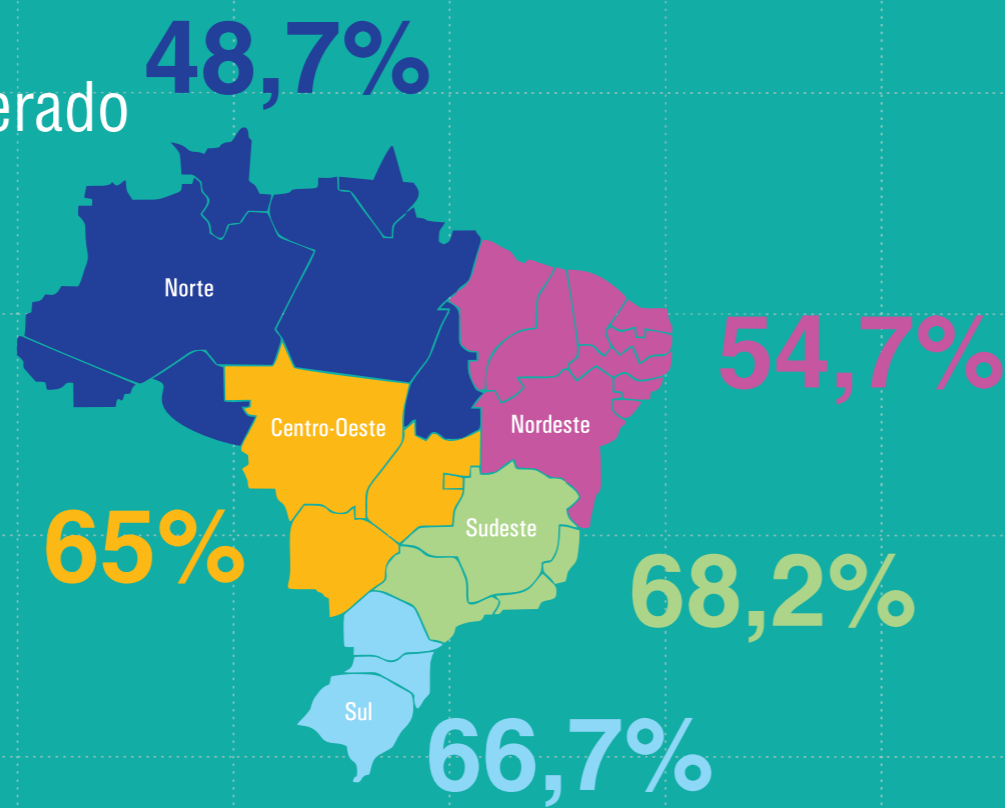 48,7%
erado
Norte
54,7%
Centro-Oeste
Nordeste
65%
Sudeste
68,2%
Sul
66,7%